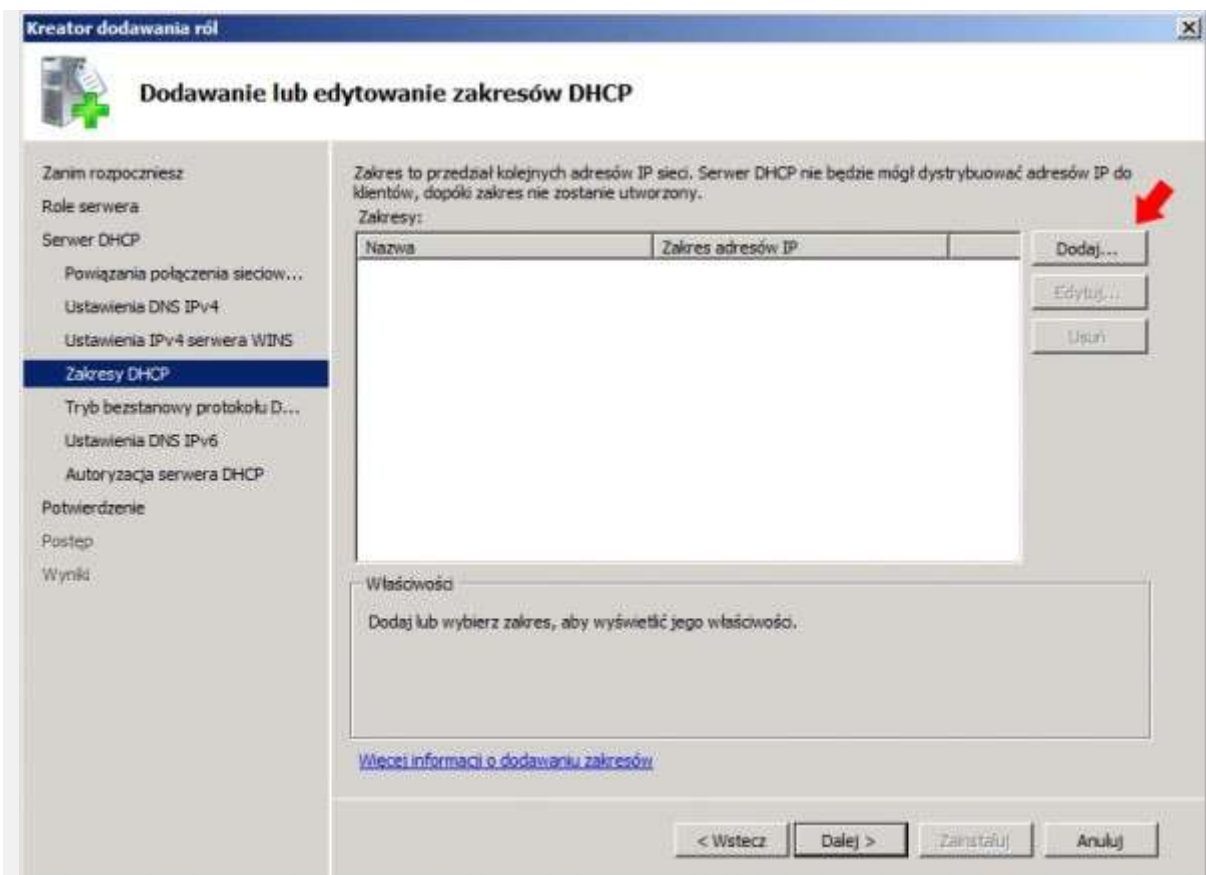 Kreator dodawania ról
Dodawanie lub edytowanie zakresów DHCP
Zanim rozpoczniesz
Role serwera
Serwer DHCP
Powiązania połączenia sieciow...
Ustawienia DNS IPv4
Ustawienia IPv4 serwera WINS
Zakresy DHCP
Tryb bezstanowy protokołu D...
Ustawienia DNS IPv6
Autoryzacja serwera DHCP
Potwierdzenie
Postęp
Wyniki
Zakres to przedział kolejnych adresów IP sieci. Serwer DHCP nie będzie mógł dystrybuować adresów IP do
klientów, dopóki zakres nie zostanie utworzony.
Zakresy:
Nazwa Zakres adresów IP
Dodaj...
Edytuj...
Usuń
Właściwości
Dodaj lub wybierz zakres, aby wyświetlić jego właściwości.
Więcej informacji o dodawaniu zakresów
< Wstecz Dalej > Zainstaluj Anuluj